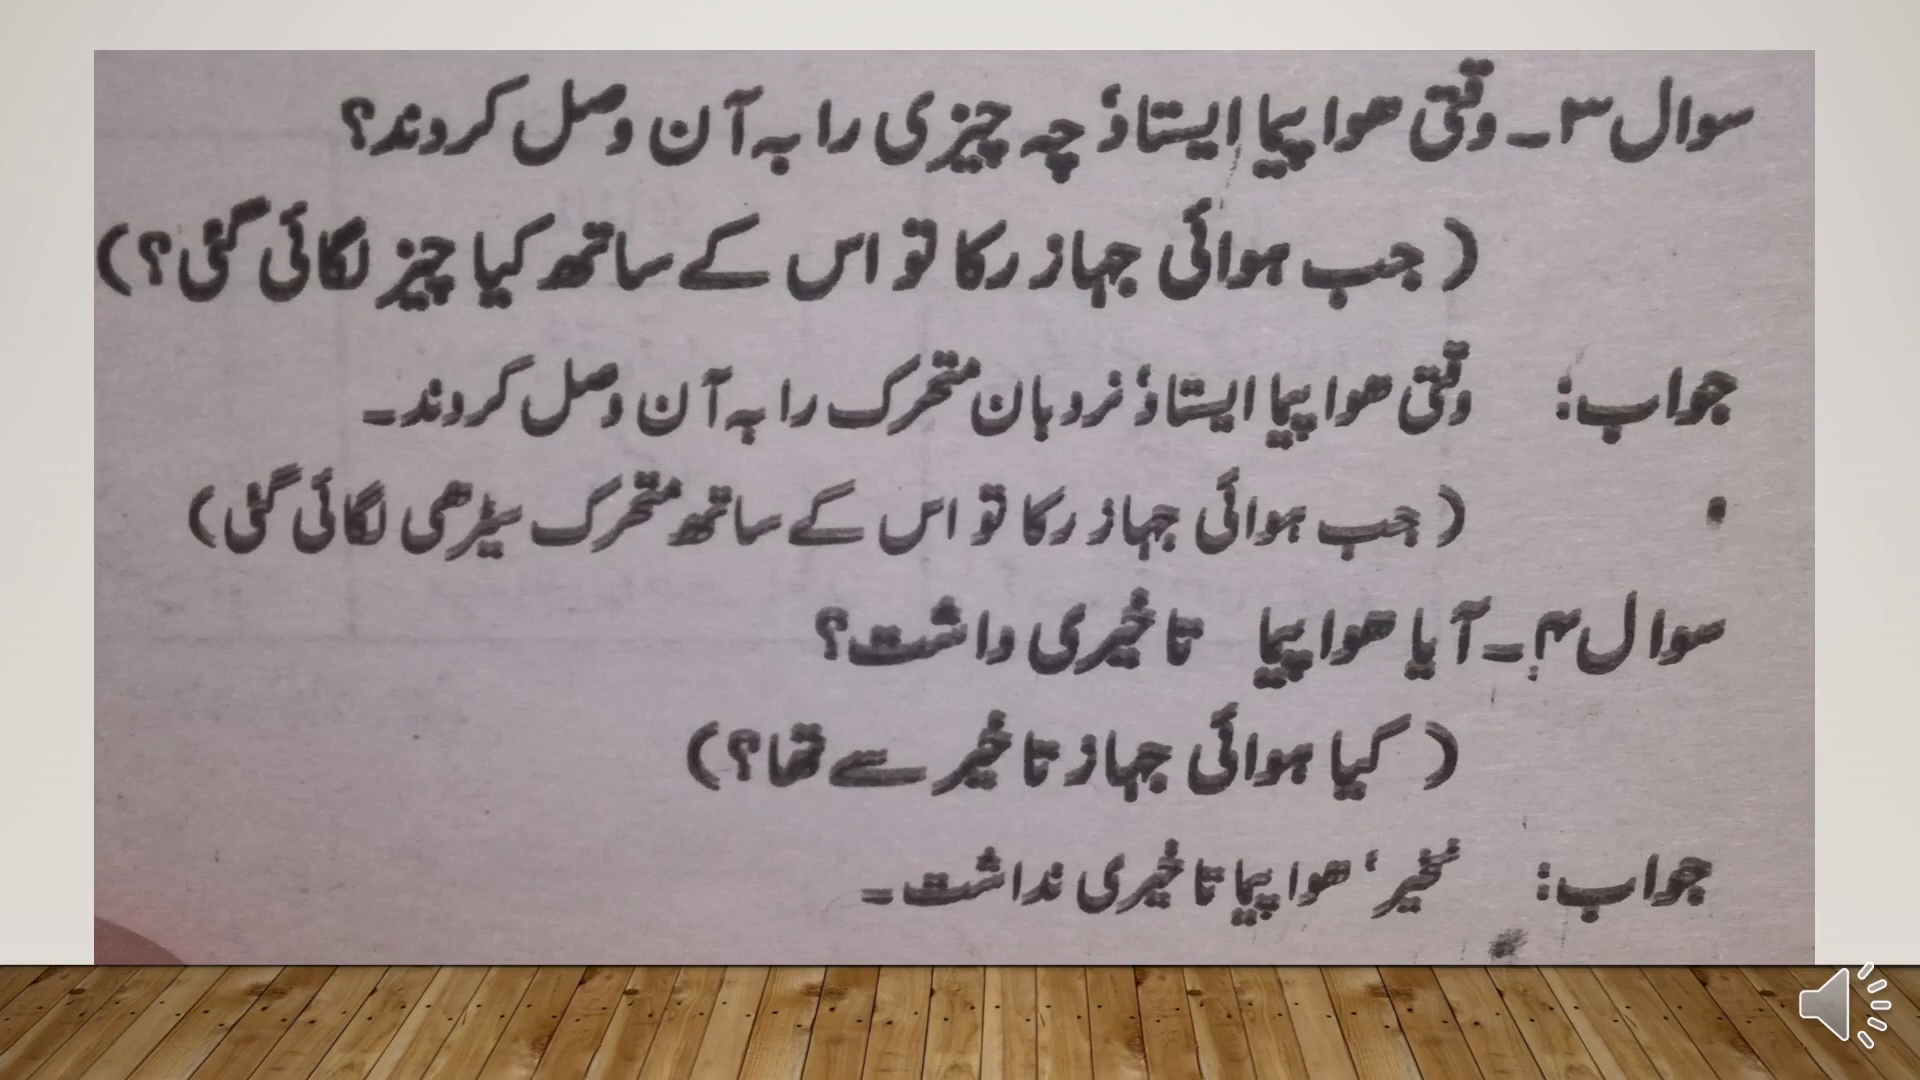 سوال ۳۔ وقتی هواپیما ایستاد‘ چہ چیزی را بہ آن وصل کردند؟
( جب ہوائی جہاز رکا تو اس کے ساتھ کیا چیز لگائی گئی؟)
جواب: وقتی هواپیما ایستاد‘ نردبان متحرک را بہ آن وصل کردند۔
( جب ہوائی جہاز رکا تو اس کے ساتھ متحرک سیڑھی لگائی گئی)
سوال ۴۔ آیا هواپیما تاخیری داشت؟
( کیا ہوائی جہاز تاخیر سے تھا؟)
جواب: نخیر‘ هواپیما تاخیری نداشت۔